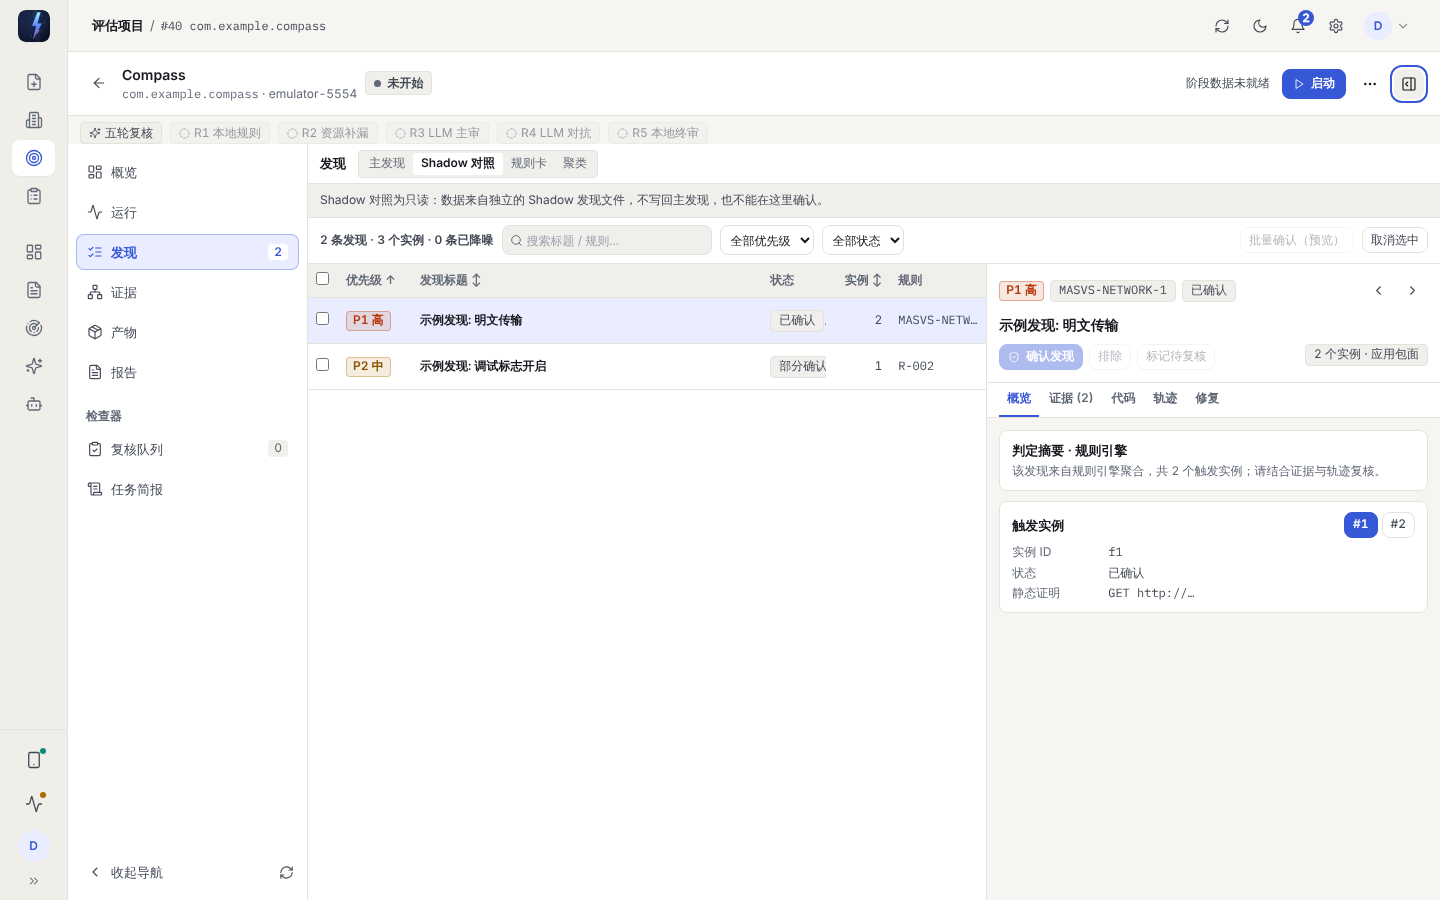 评估项目 / #40 com.example.compass
2
D
Compass
com.example.compass · emulator-5554
未开始
阶段数据未就绪
启动
五轮复核
R1 本地规则
R2 资源补漏
R3 LLM 主审
R4 LLM 对抗
R5 本地终审
概览
运行
发现 2
证据
产物
报告
检查器
复核队列 0
任务简报
收起导航
D
发现
主发现
Shadow 对照
规则卡
聚类
Shadow 对照为只读：数据来自独立的 Shadow 发现文件，不写回主发现，也不能在这里确认。
2 条发现 · 3 个实例 · 0 条已降噪
搜索标题 / 规则...
全部优先级
全部状态
批量确认（预览）
取消选中
优先级 发现标题 状态 实例 规则
P1 高 示例发现: 明文传输 已确认 2 MASVS-NETW…
P2 中 示例发现: 调试标志开启 部分确认 1 R-002
P1 高 MASVS-NETWORK-1 已确认
示例发现: 明文传输
确认发现
排除
标记待复核
2 个实例 · 应用包面
概览
证据 (2)
代码
轨迹
修复
判定摘要 · 规则引擎
该发现来自规则引擎聚合，共 2 个触发实例；请结合证据与轨迹复核。
触发实例 #1 #2
实例 ID f1
状态 已确认
静态证明 GET http://…